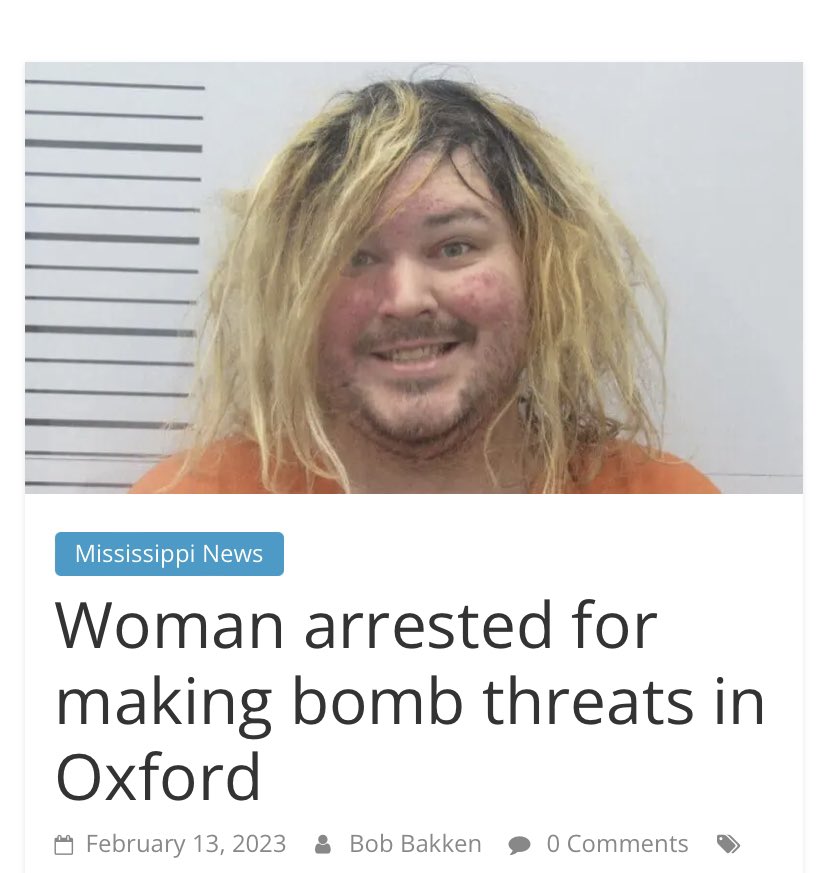 Mississippi News
Woman arrested for
making bomb threats in
Oxford
February 13, 2023 Bob Bakken 0 Comments